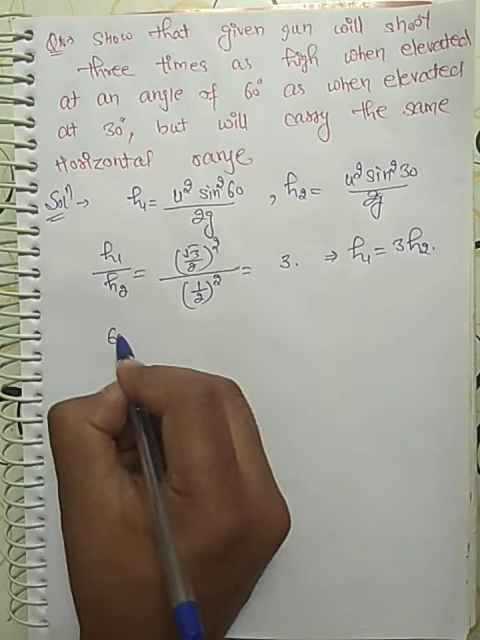 Qn⇒ Show that given gun will shoot
three times as high when elevated
at an angle of 60° as when elevated
at 30°, but will carry the same
Horizontal range
Solⁿ→ h₁ = u² sin² 60 / 2g , h₂ = u² sin² 30 / 2g
h₁/h₂ = (√3/2)² / (1/2)² = 3. ⇒ h₁ = 3h₂.